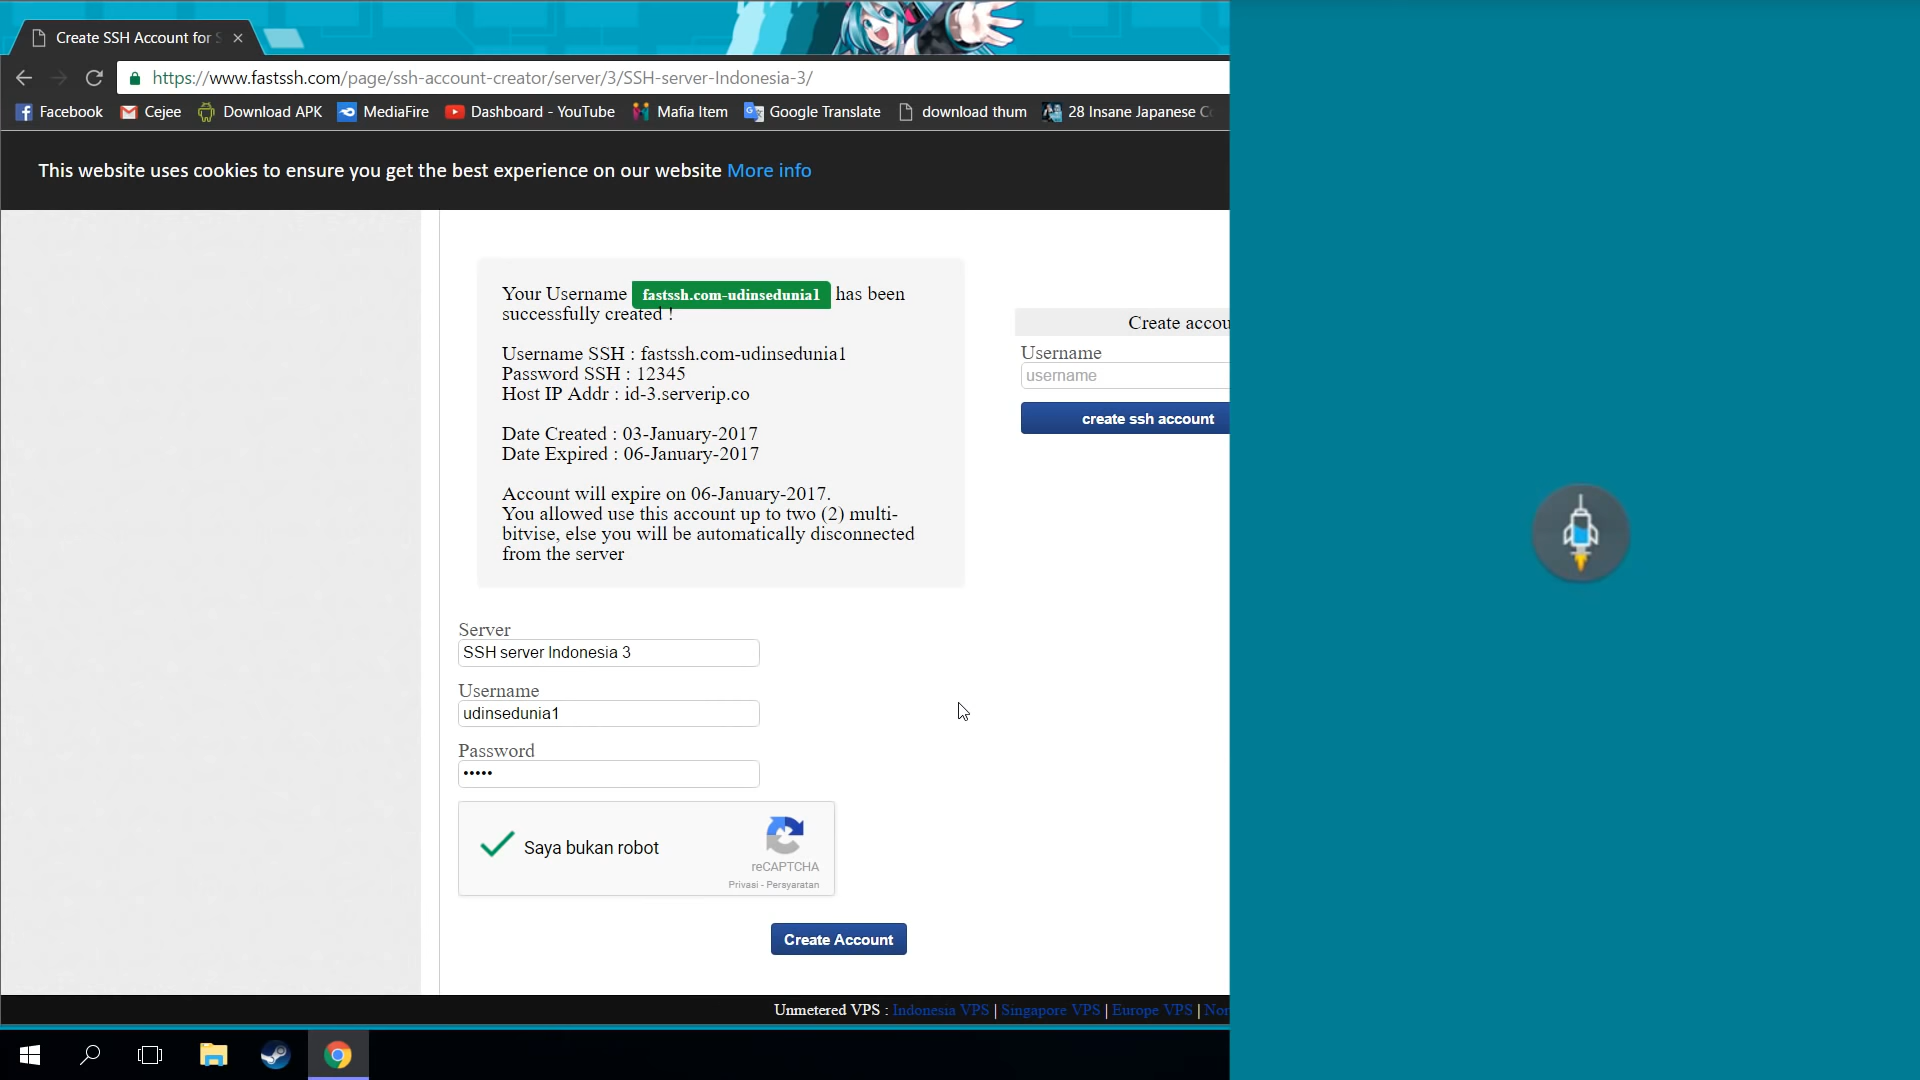 Create SSH Account for S
https://www.fastssh.com/page/ssh-account-creator/server/3/SSH-server-Indonesia-3/
Facebook Cejee Download APK MediaFire Dashboard - YouTube Mafia Item Google Translate download thum 28 Insane Japanese C
This website uses cookies to ensure you get the best experience on our website More info
Your Username fastssh.com-udinsedunia1 has been
successfully created !
Username SSH : fastssh.com-udinsedunia1
Password SSH : 12345
Host IP Addr : id-3.serverip.co
Date Created : 03-January-2017
Date Expired : 06-January-2017
Account will expire on 06-January-2017.
You allowed use this account up to two (2) multi-
bitvise, else you will be automatically disconnected
from the server
Create accou
Username
username
create ssh account
Server
SSH server Indonesia 3
Username
udinsedunia1
Password
•••••
Saya bukan robot
reCAPTCHA
Privasi - Persyaratan
Create Account
Unmetered VPS : Indonesia VPS | Singapore VPS | Europe VPS | Nor